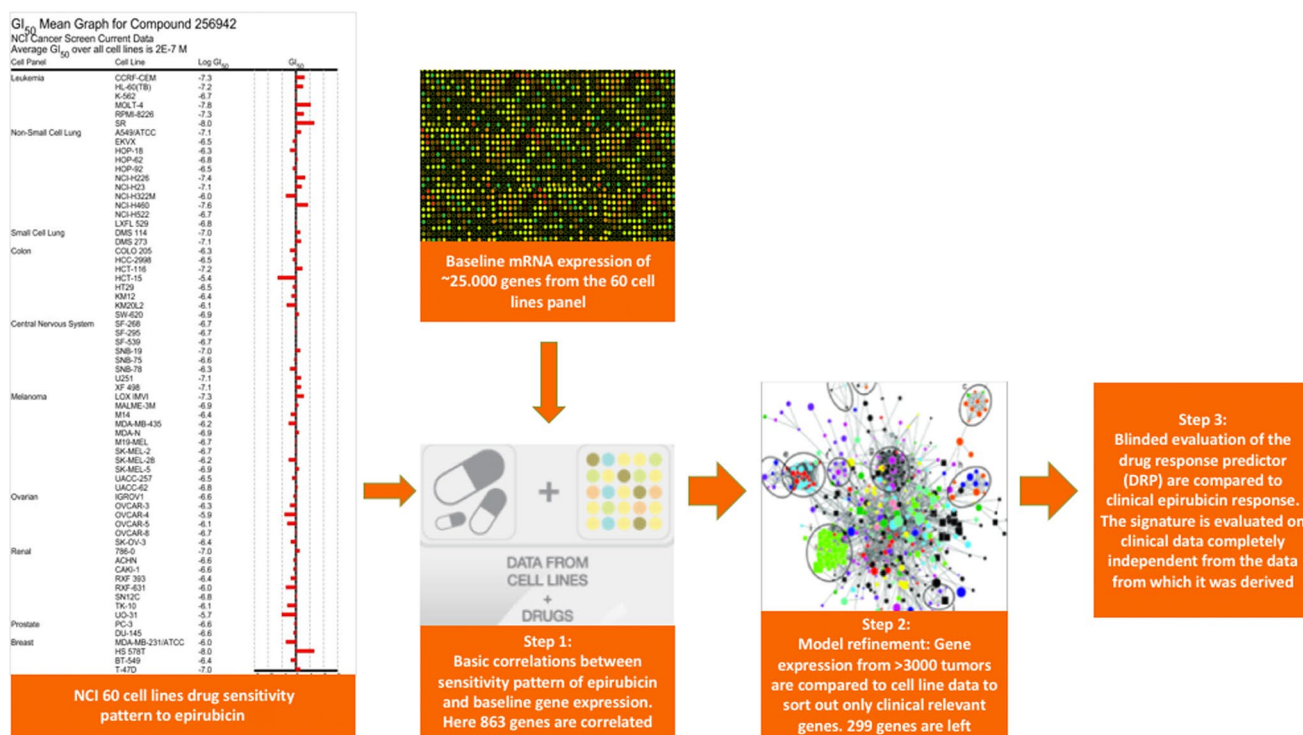 GI50 Mean Graph for Compound 256942
NCI Cancer Screen Current Data
Average GI50 over all cell lines is 2E-7 M
Cell Panel Cell Line Log GI50 GI50
Leukemia CCRF-CEM -7.3
HL-60(TB) -7.2
K-562 -6.7
MOLT-4 -7.8
RPMI-8226 -7.3
SR -8.0
Non-Small Cell Lung A549/ATCC -7.1
EKVX -6.5
HOP-18 -6.3
HOP-62 -6.8
HOP-92 -6.5
NCI-H226 -7.4
NCI-H23 -7.1
NCI-H322M -6.0
NCI-H460 -7.6
NCI-H522 -6.7
LXFL 529 -6.8
Small Cell Lung DMS 114 -7.0
DMS 273 -7.1
Colon COLO 205 -6.3
HCC-2998 -6.5
HCT-116 -7.2
HCT-15 -5.4
HT29 -6.5
KM12 -6.4
KM20L2 -6.1
SW-620 -6.9
Central Nervous System SF-268 -6.7
SF-295 -6.7
SF-539 -6.7
SNB-19 -7.0
SNB-75 -6.6
SNB-78 -6.3
U251 -7.1
XF 498 -7.1
Melanoma LOX IMVI -7.3
MALME-3M -6.9
M14 -6.4
MDA-MB-435 -6.2
MDA-N -6.9
M19-MEL -6.7
SK-MEL-2 -6.7
SK-MEL-28 -6.2
SK-MEL-5 -6.9
UACC-257 -6.5
UACC-62 -6.8
Ovarian IGROV1 -6.6
OVCAR-3 -6.3
OVCAR-4 -5.9
OVCAR-5 -6.1
OVCAR-8 -6.7
SK-OV-3 -6.4
Renal 786-0 -7.0
ACHN -6.6
CAKI-1 -6.6
RXF 393 -6.4
RXF-631 -6.0
SN12C -6.8
TK-10 -6.1
UO-31 -5.7
Prostate PC-3 -6.6
DU-145 -6.6
Breast MDA-MB-231/ATCC -6.0
HS 578T -8.0
BT-549 -6.4
T-47D -7.0
NCI 60 cell lines drug sensitivity
pattern to epirubicin
Baseline mRNA expression of
~25.000 genes from the 60 cell
lines panel
+
DATA FROM
CELL LINES
+
DRUGS
Step 1:
Basic correlations between
sensitivity pattern of epirubicin
and baseline gene expression.
Here 863 genes are correlated
Step 2:
Model refinement: Gene
expression from >3000 tumors
are compared to cell line data to
sort out only clinical relevant
genes. 299 genes are left
Step 3:
Blinded evaluation of the
drug response predictor
(DRP) are compared to
clinical epirubicin response.
The signature is evaluated on
clinical data completely
independent from the data
from which it was derived